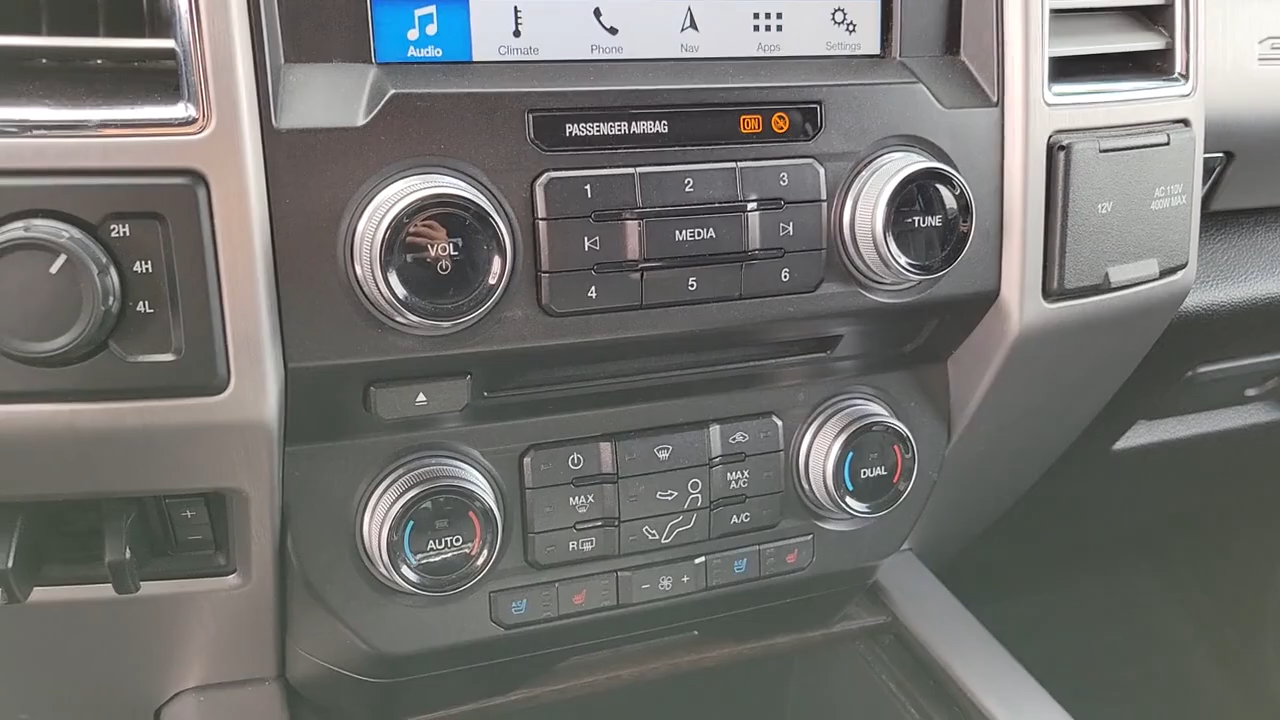 Audio
Climate
Phone
Nav
Apps
Settings
PASSENGER AIRBAG
ON
1
2
3
MEDIA
4
5
6
VOL
TUNE
2H
4H
4L
12V
AC 110V
400W MAX
MAX
R
MAX
A/C
A/C
AUTO
DUAL
+
−
A/C
− +
A/C